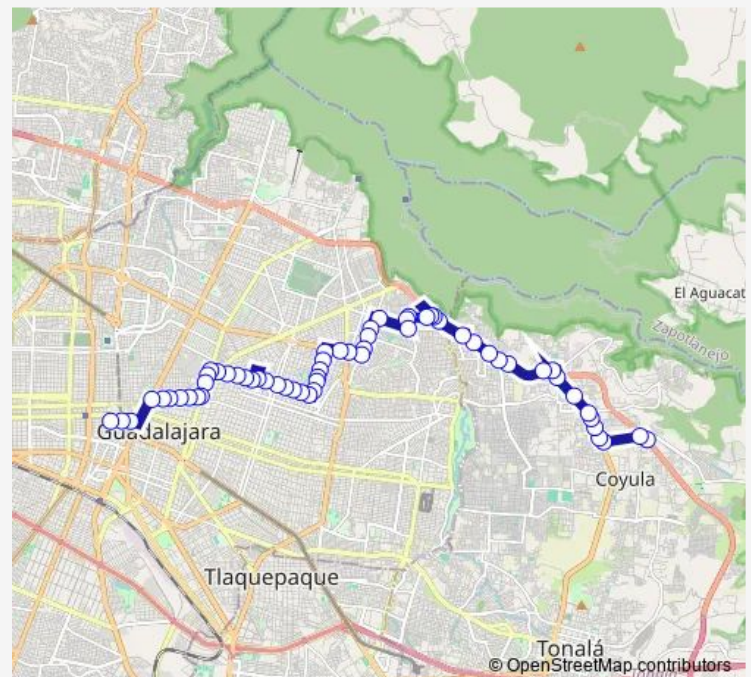 El Aguacat
Zapotlanejo
Guadalajara
Coyula
Tlaquepaque
Tonalá
© OpenStreetMap contributors